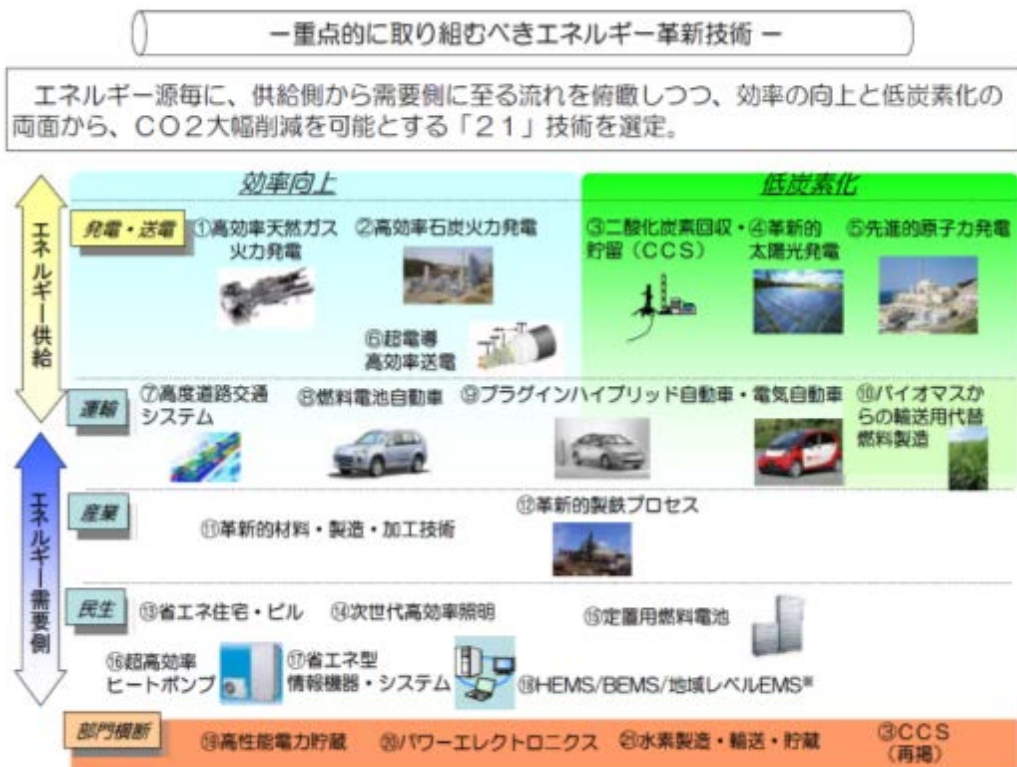 －重点的に取り組むべきエネルギー革新技術－
エネルギー源毎に、供給側から需要側に至る流れを俯瞰しつつ、効率の向上と低炭素化の
両面から、ＣＯ２大幅削減を可能とする「２１」技術を選定。
効率向上
低炭素化
エネルギー供給
発電・送電
①高効率天然ガス
火力発電
②高効率石炭火力発電
③二酸化炭素回収・
貯留（ＣＣＳ）
④革新的
太陽光発電
⑤先進的原子力発電
⑥超電導
高効率送電
運輸
⑦高度道路交通
システム
⑧燃料電池自動車
⑨プラグインハイブリッド自動車・電気自動車
⑩バイオマスか
らの輸送用代替
燃料製造
エネルギー需要側
産業
⑪革新的材料・製造・加工技術
⑫革新的製鉄プロセス
民生
⑬省エネ住宅・ビル
⑭次世代高効率照明
⑮定置用燃料電池
⑯超高効率
ヒートポンプ
⑰省エネ型
情報機器・システム
⑱HEMS/BEMS/地域レベルEMS※
部門横断
⑲高性能電力貯蔵
⑳パワーエレクトロニクス
㉑水素製造・輸送・貯蔵
③ＣＣＳ
（再掲）